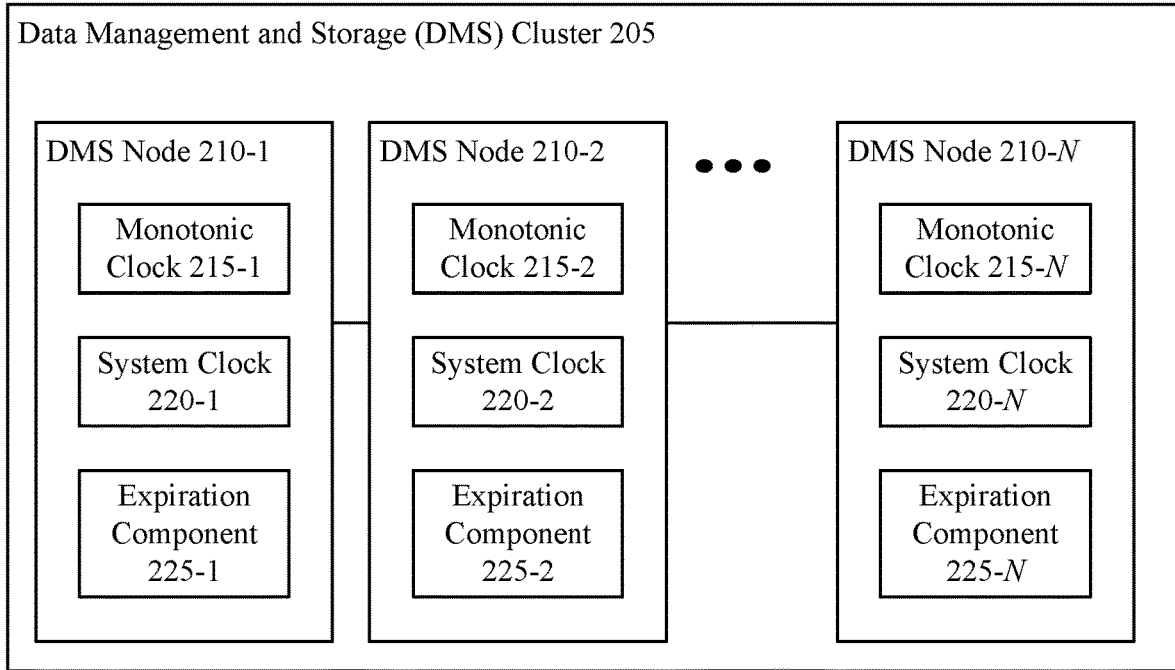 Data Management and Storage (DMS) Cluster 205
DMS Node 210-1
Monotonic
Clock 215-1
System Clock
220-1
Expiration
Component
225-1
DMS Node 210-2
Monotonic
Clock 215-2
System Clock
220-2
Expiration
Component
225-2
DMS Node 210-N
Monotonic
Clock 215-N
System Clock
220-N
Expiration
Component
225-N